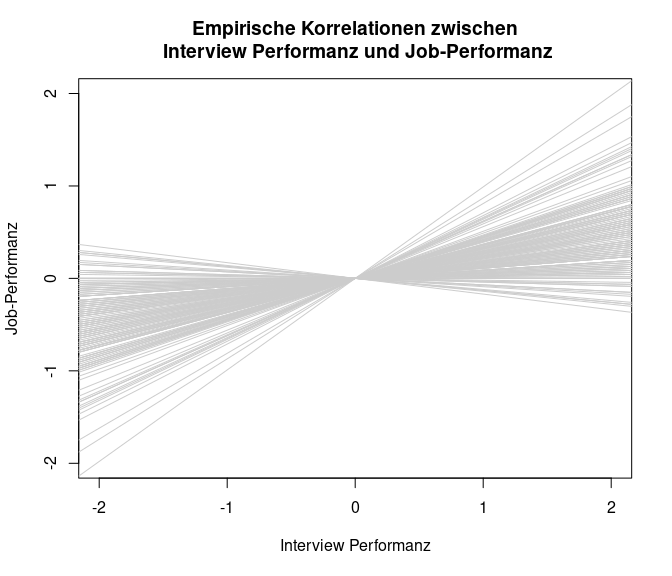 Empirische Korrelationen zwischen
Interview Performanz und Job-Performanz
2
1
0
-1
-2
Job-Performanz
-2 -1 0 1 2
Interview Performanz